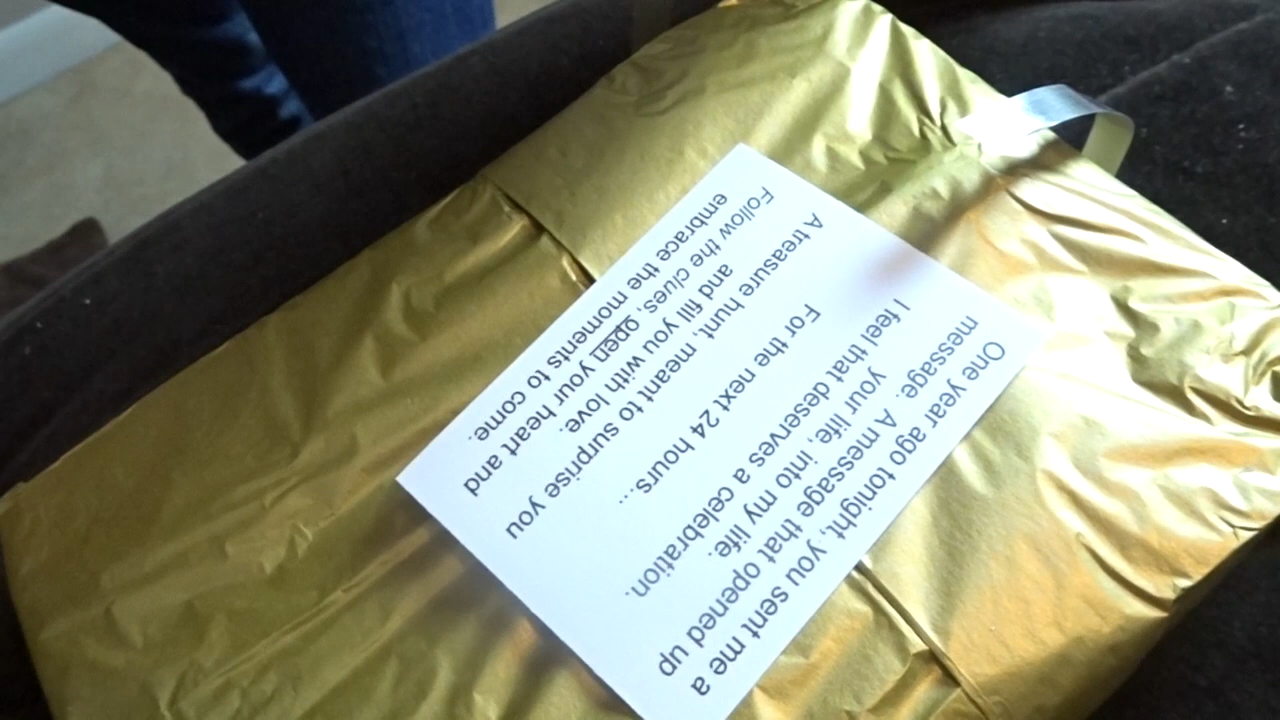 One year ago tonight, you sent me a
message. A message that opened up
your life, into my life.
I feel that deserves a celebration.
For the next 24 hours...
A treasure hunt, meant to surprise you
and fill you with love.
Follow the clues, open your heart and
embrace the moments to come.